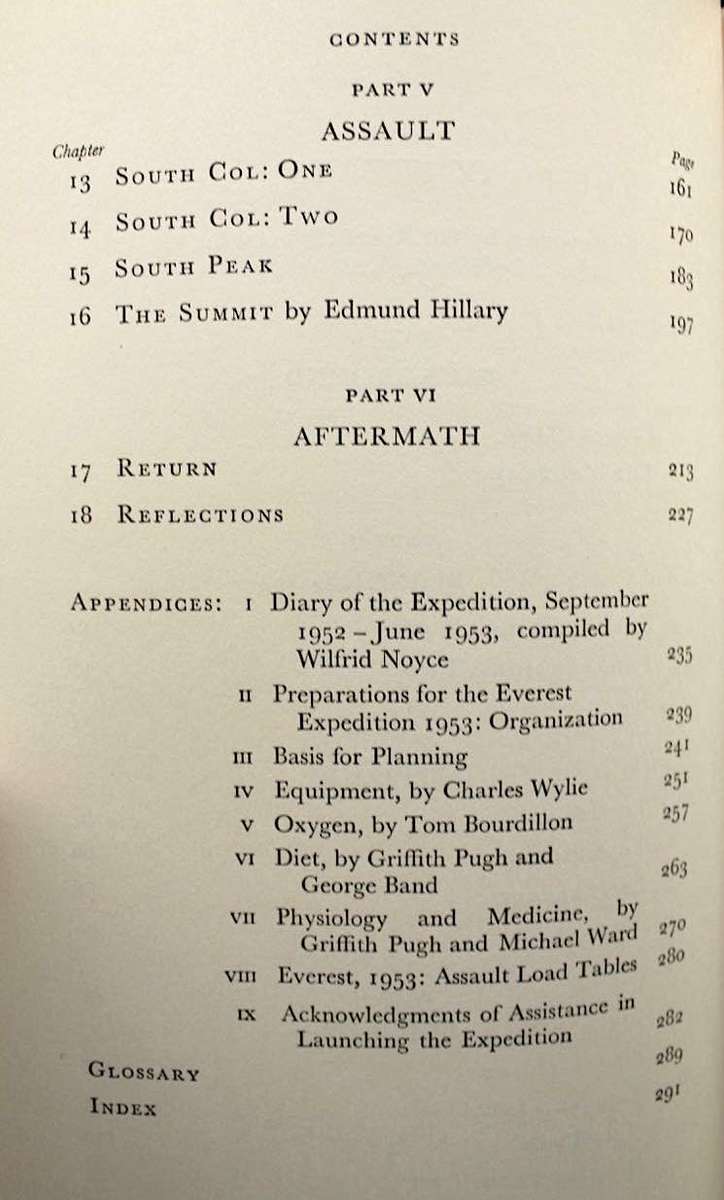 CONTENTS
PART V
ASSAULT
Chapter Page
13 SOUTH COL: ONE 161
14 SOUTH COL: TWO 170
15 SOUTH PEAK 183
16 THE SUMMIT by Edmund Hillary 197
PART VI
AFTERMATH
17 RETURN 213
18 REFLECTIONS 227
APPENDICES: I Diary of the Expedition, September
1952 – June 1953, compiled by
Wilfrid Noyce 235
II Preparations for the Everest
Expedition 1953: Organization 239
III Basis for Planning 241
IV Equipment, by Charles Wylie 251
V Oxygen, by Tom Bourdillon 257
VI Diet, by Griffith Pugh and
George Band 263
VII Physiology and Medicine, by
Griffith Pugh and Michael Ward 270
VIII Everest, 1953: Assault Load Tables 280
IX Acknowledgments of Assistance in
Launching the Expedition 282
GLOSSARY 289
INDEX 291